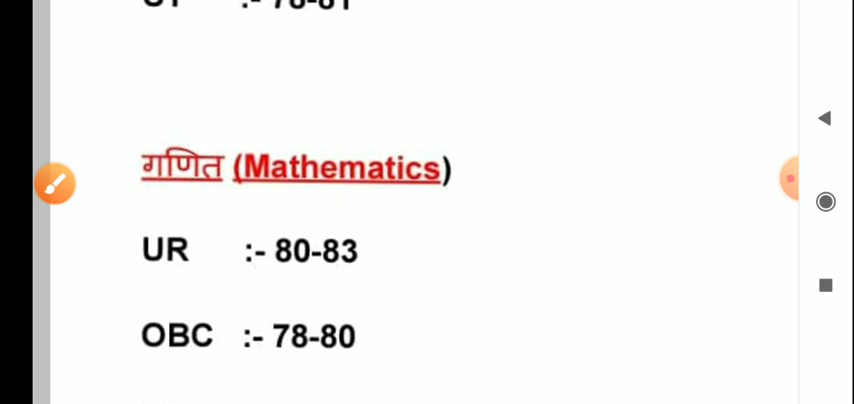 गणित (Mathematics)
UR :- 80-83
OBC :- 78-80